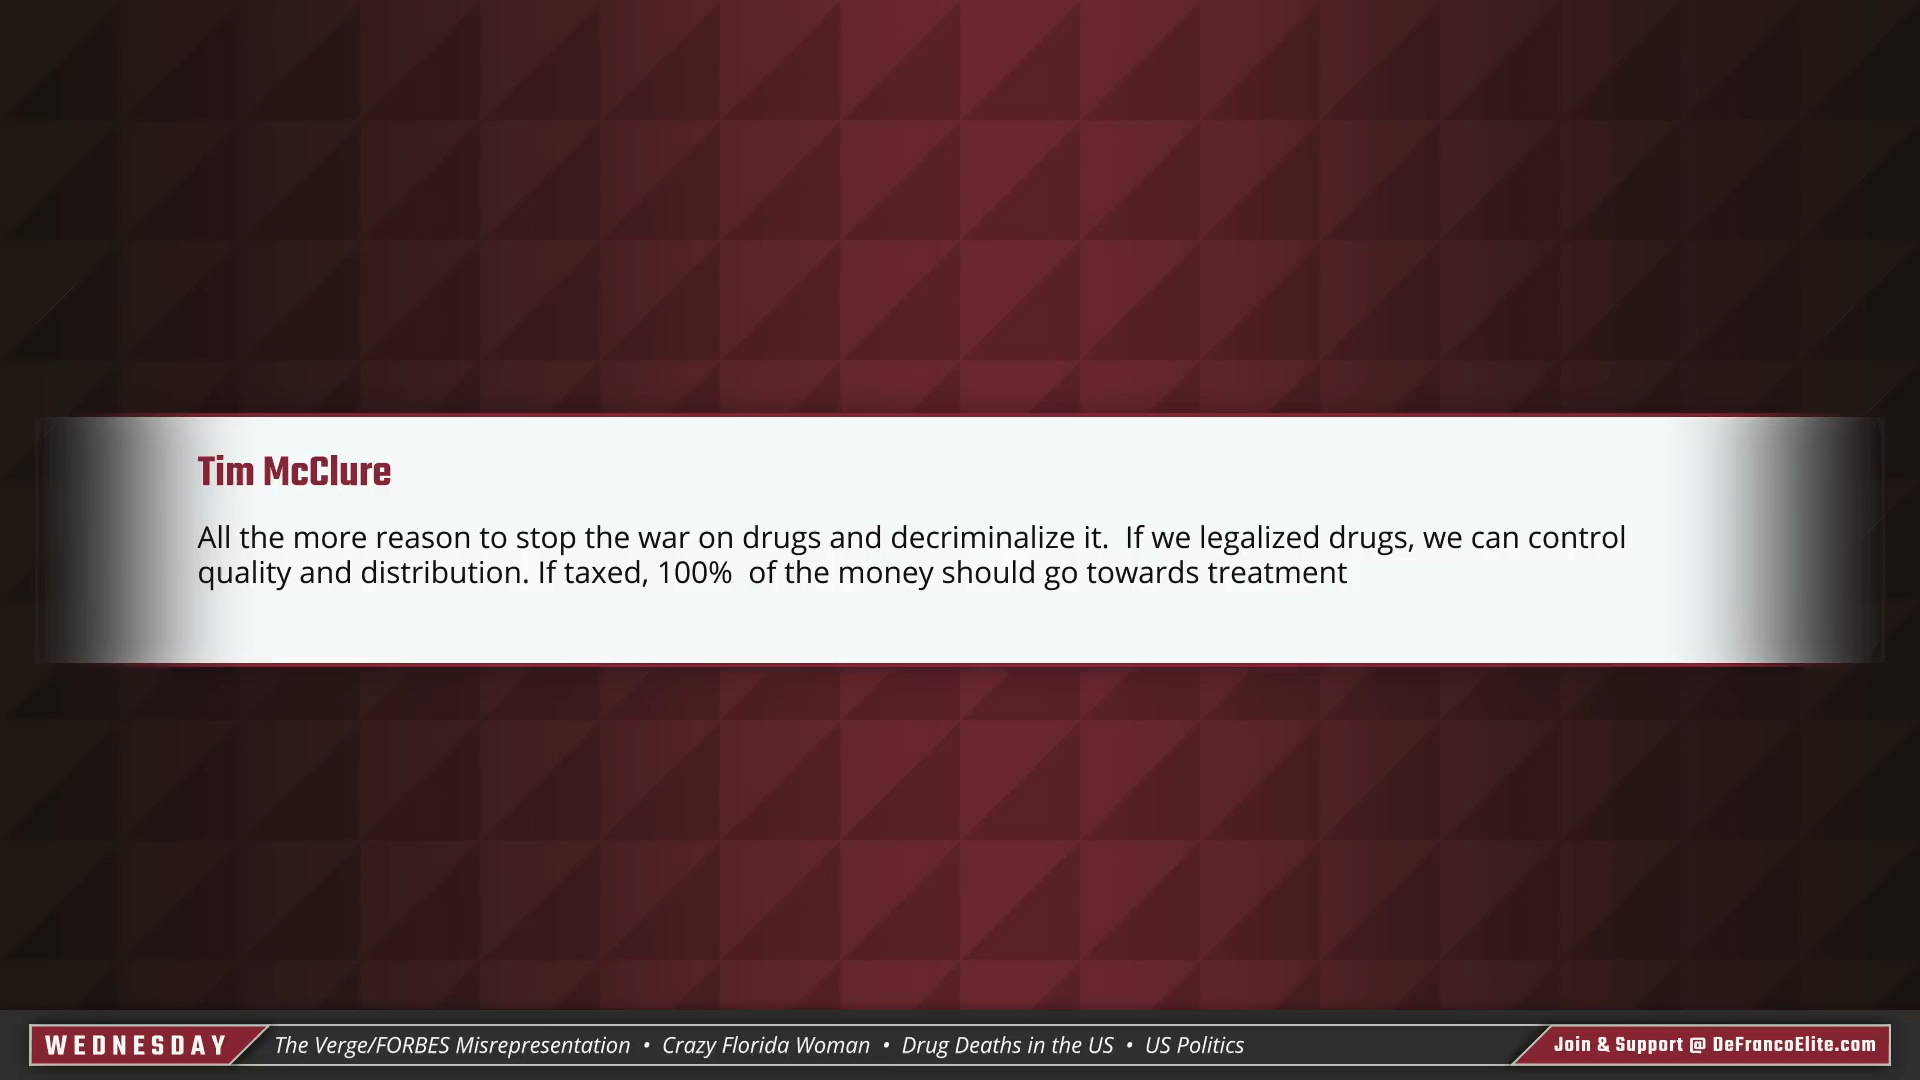 Tim McClure
All the more reason to stop the war on drugs and decriminalize it.  If we legalized drugs, we can control
quality and distribution. If taxed, 100%  of the money should go towards treatment
WEDNESDAY
The Verge/FORBES Misrepresentation • Crazy Florida Woman • Drug Deaths in the US • US Politics
Join & Support @ DeFrancoElite.com